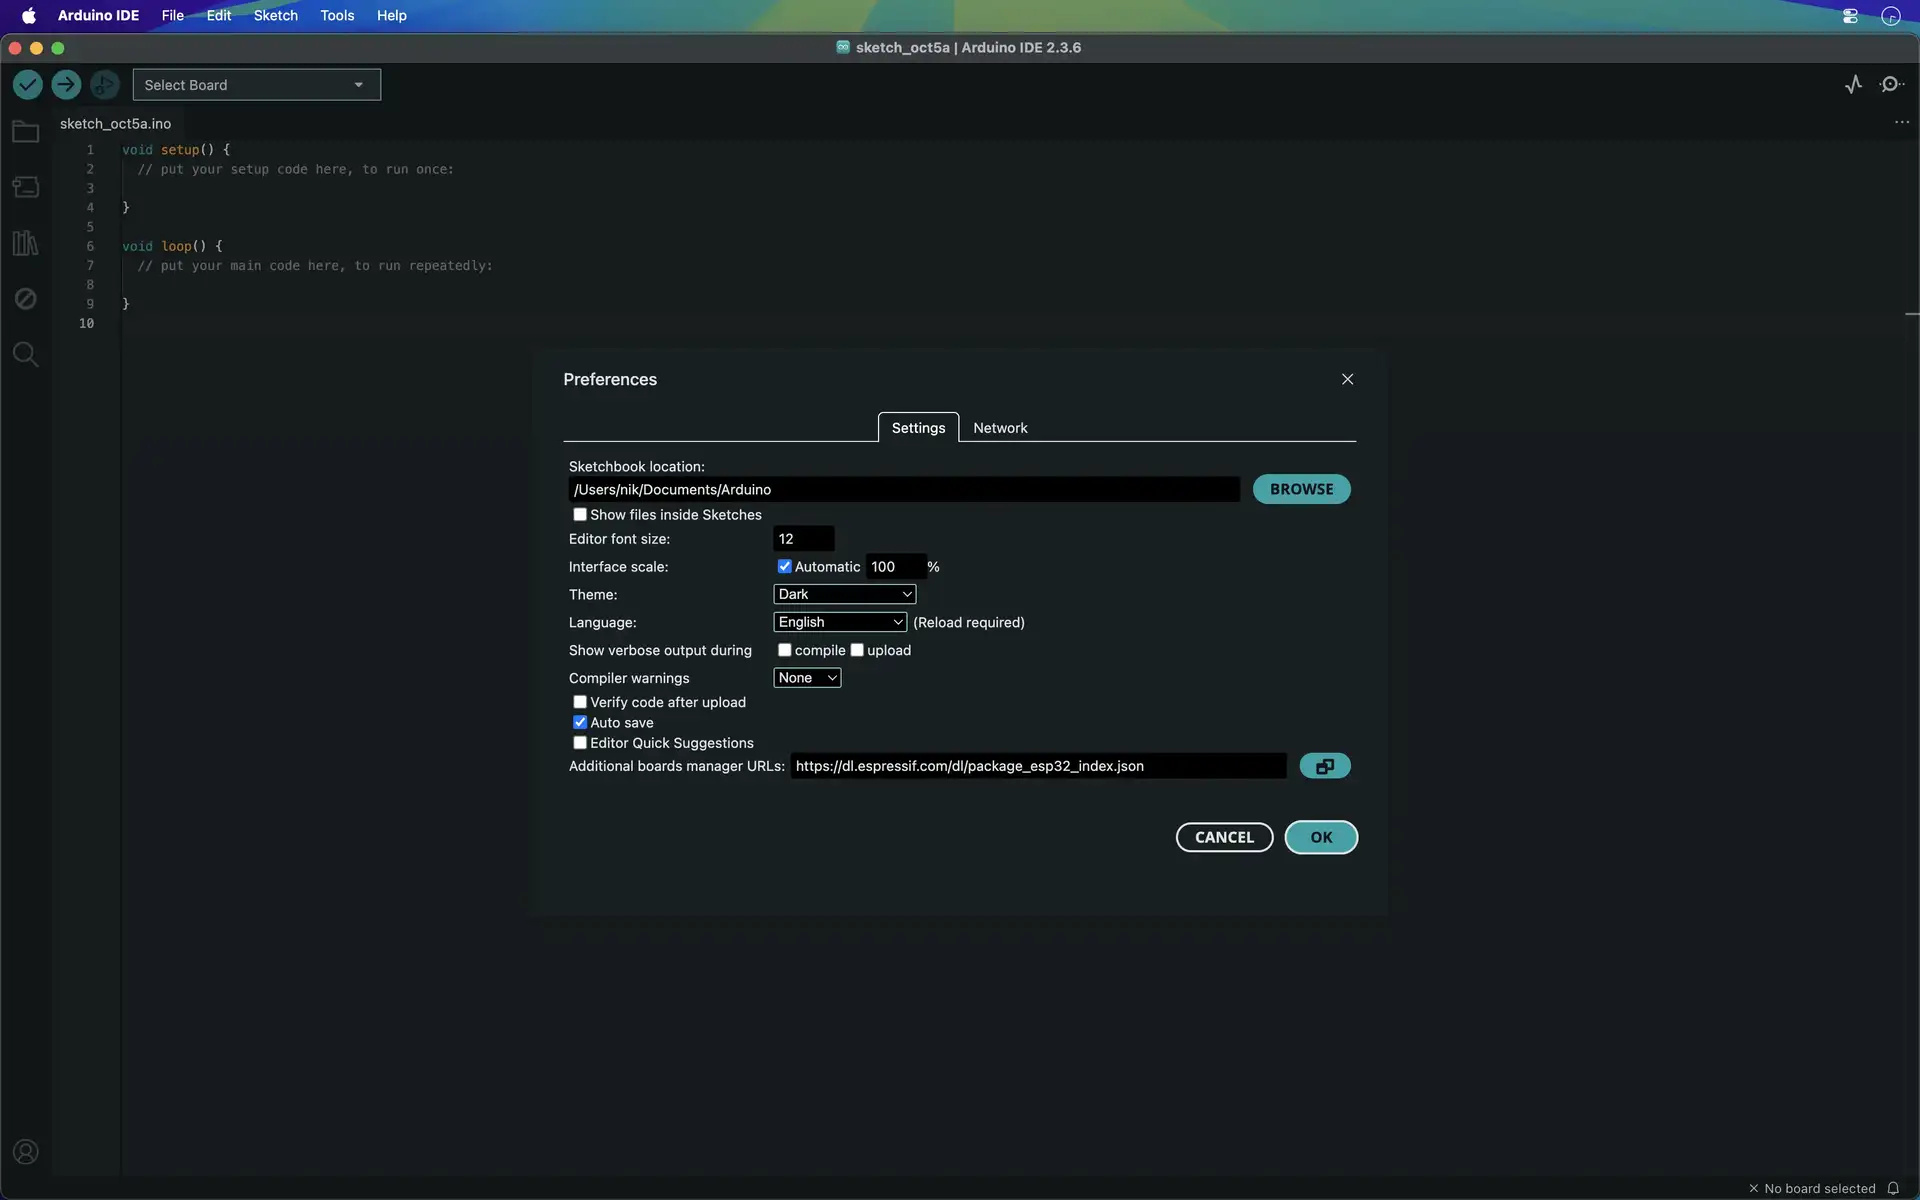 Arduino IDE File Edit Sketch Tools Help
sketch_oct5a | Arduino IDE 2.3.6
Select Board
sketch_oct5a.ino
1 void setup() {
2 // put your setup code here, to run once:
3
4 }
5
6 void loop() {
7 // put your main code here, to run repeatedly:
8
9 }
10
Preferences
Settings Network
Sketchbook location:
/Users/nik/Documents/Arduino BROWSE
Show files inside Sketches
Editor font size: 12
Interface scale: Automatic 100 %
Theme: Dark
Language: English (Reload required)
Show verbose output during compile upload
Compiler warnings None
Verify code after upload
Auto save
Editor Quick Suggestions
Additional boards manager URLs: https://dl.espressif.com/dl/package_esp32_index.json
CANCEL OK
No board selected